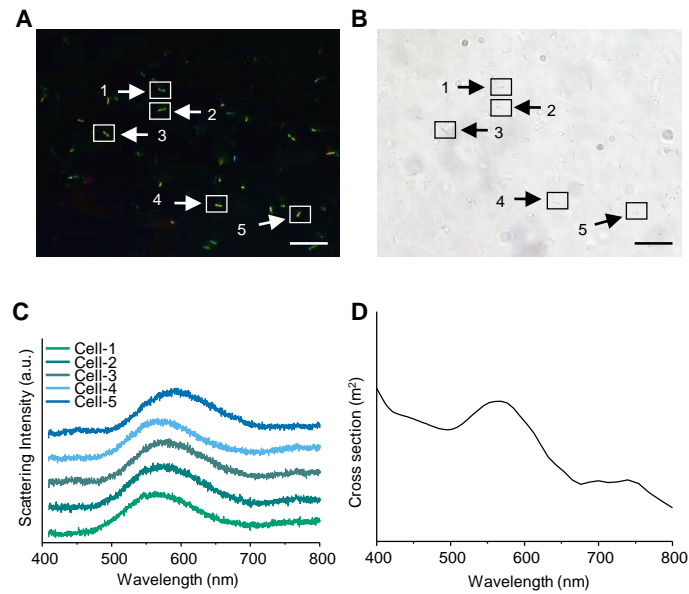 A
1
2
3
4
5
B
1
2
3
4
5
C
Cell-1
Cell-2
Cell-3
Cell-4
Cell-5
Scattering Intensity (a.u.)
400 500 600 700 800
Wavelength (nm)
D
Cross section (m²)
400 500 600 700 800
Wavelength (nm)